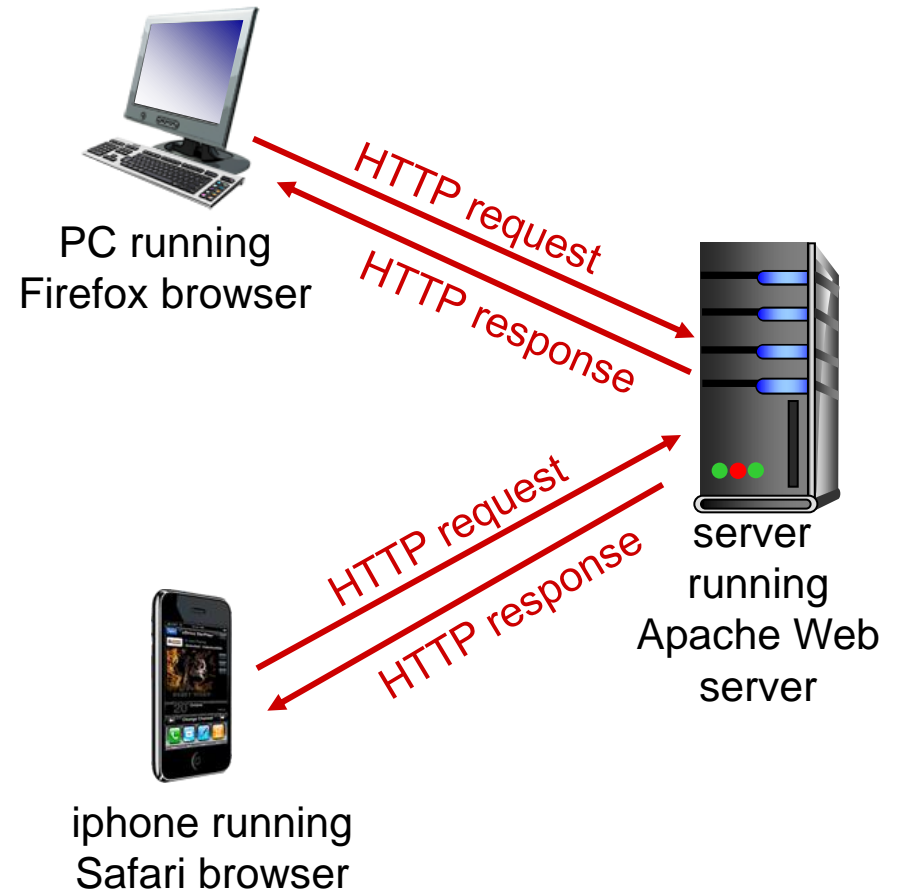 HTTP request
HTTP response
PC running
Firefox browser
HTTP request
HTTP response
server
running
Apache Web
server
iphone running
Safari browser